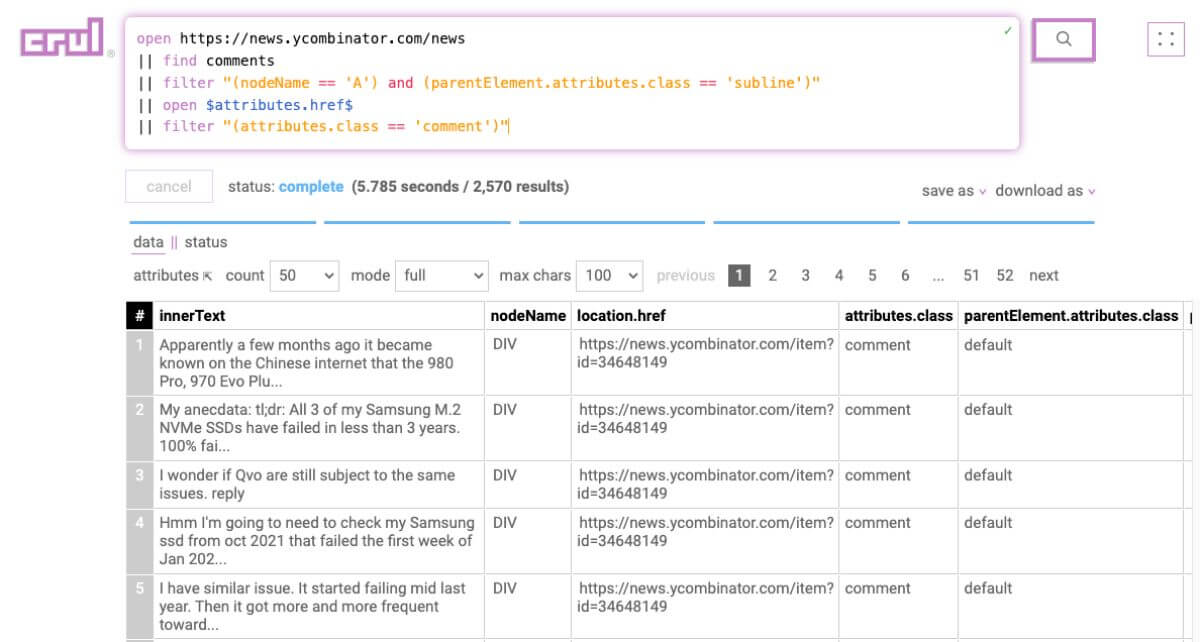 crul®
open https://news.ycombinator.com/news
|| find comments
|| filter "(nodeName == 'A') and (parentElement.attributes.class == 'subline')"
|| open $attributes.href$
|| filter "(attributes.class == 'comment')"
cancel status: complete (5.785 seconds / 2,570 results) save as download as
data || status
attributes count 50 mode full max chars 100 previous 1 2 3 4 5 6 ... 51 52 next
# innerText nodeName location.href attributes.class parentElement.attributes.class
1 Apparently a few months ago it became DIV https://news.ycombinator.com/item? comment default
known on the Chinese internet that the 980 id=34648149
Pro, 970 Evo Plu...
2 My anecdata: tl;dr: All 3 of my Samsung M.2 DIV https://news.ycombinator.com/item? comment default
NVMe SSDs have failed in less than 3 years. id=34648149
100% fai...
3 I wonder if Qvo are still subject to the same DIV https://news.ycombinator.com/item? comment default
issues. reply id=34648149
4 Hmm I'm going to need to check my Samsung DIV https://news.ycombinator.com/item? comment default
ssd from oct 2021 that failed the first week of id=34648149
Jan 202...
5 I have similar issue. It started failing mid last DIV https://news.ycombinator.com/item? comment default
year. Then it got more and more frequent id=34648149
toward...